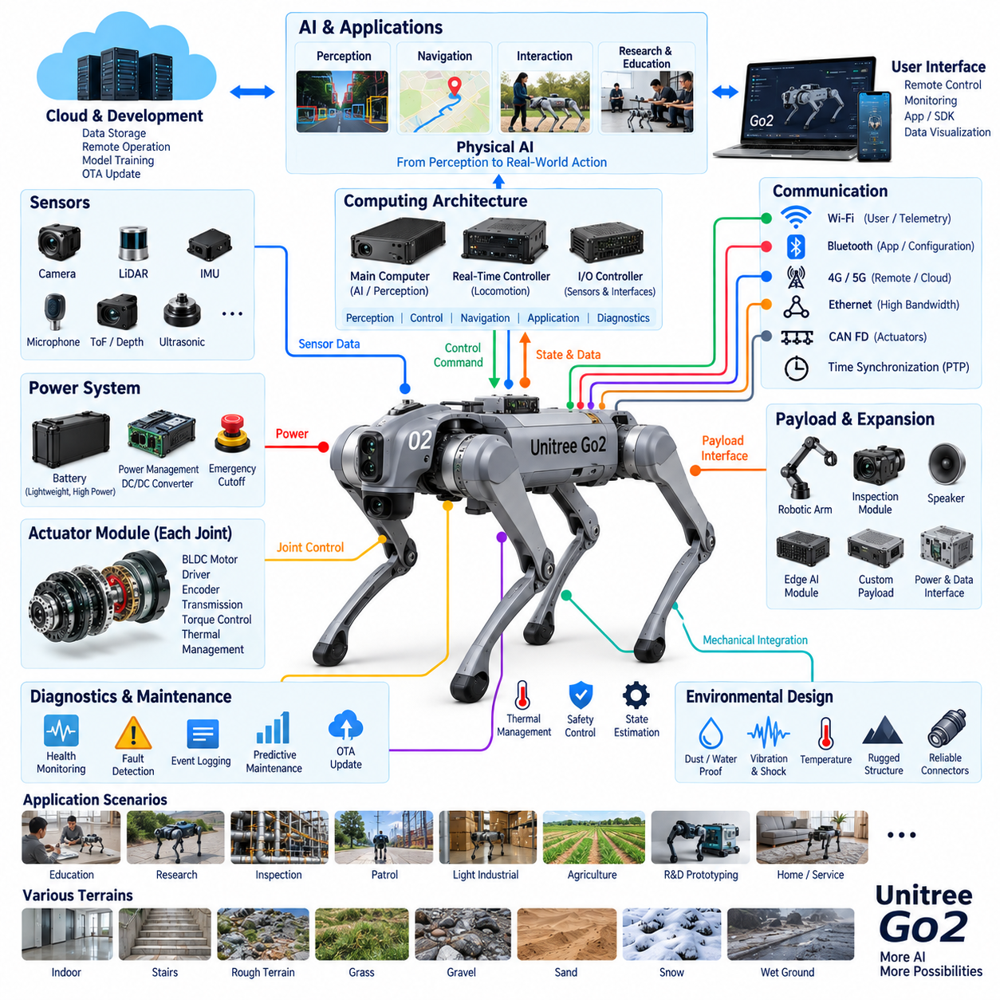 AI & Applications
Perception
Navigation
Interaction
Research &
Education
Physical AI
From Perception to Real-World Action
Cloud & Development
Data Storage
Remote Operation
Model Training
OTA Update
Go2
User Interface
Remote Control
Monitoring
App / SDK
Data Visualization
Sensors
Camera
LiDAR
IMU
Microphone
ToF / Depth
Ultrasonic
...
Computing Architecture
Main Computer
(AI / Perception)
Real-Time Controller
(Locomotion)
I/O Controller
(Sensors & Interfaces)
Perception | Control | Navigation | Application | Diagnostics
Communication
Wi-Fi (User / Telemetry)
Bluetooth (App / Configuration)
4G / 5G (Remote / Cloud)
Ethernet (High Bandwidth)
CAN FD (Actuators)
Time Synchronization (PTP)
Sensor Data
Control
Command
State & Data
Power System
Battery
(Lightweight, High Power)
Power Management
DC/DC Converter
Emergency
Cutoff
Power
02
Unitree Go2
Payload
Interface
Payload & Expansion
Robotic Arm
Inspection
Module
Speaker
Edge AI
Module
Custom
Payload
Power & Data
Interface
Actuator Module (Each Joint)
BLDC Motor
Driver
Encoder
Transmission
Torque Control
Thermal
Management
Joint Control
Mechanical Integration
Diagnostics & Maintenance
Health
Monitoring
Fault
Detection
Event Logging
Predictive
Maintenance
OTA
Update
Thermal
Management
Safety
Control
State
Estimation
Environmental Design
Dust / Water
Proof
Vibration
& Shock
Temperature
Rugged
Structure
Reliable
Connectors
Application Scenarios
Education
Research
Inspection
Patrol
Light Industrial
Agriculture
R&D Prototyping
Home / Service
...
Various Terrains
Indoor
Stairs
Rough Terrain
Grass
Gravel
Sand
Snow
Wet Ground
Unitree
Go2
More AI
More Possibilities